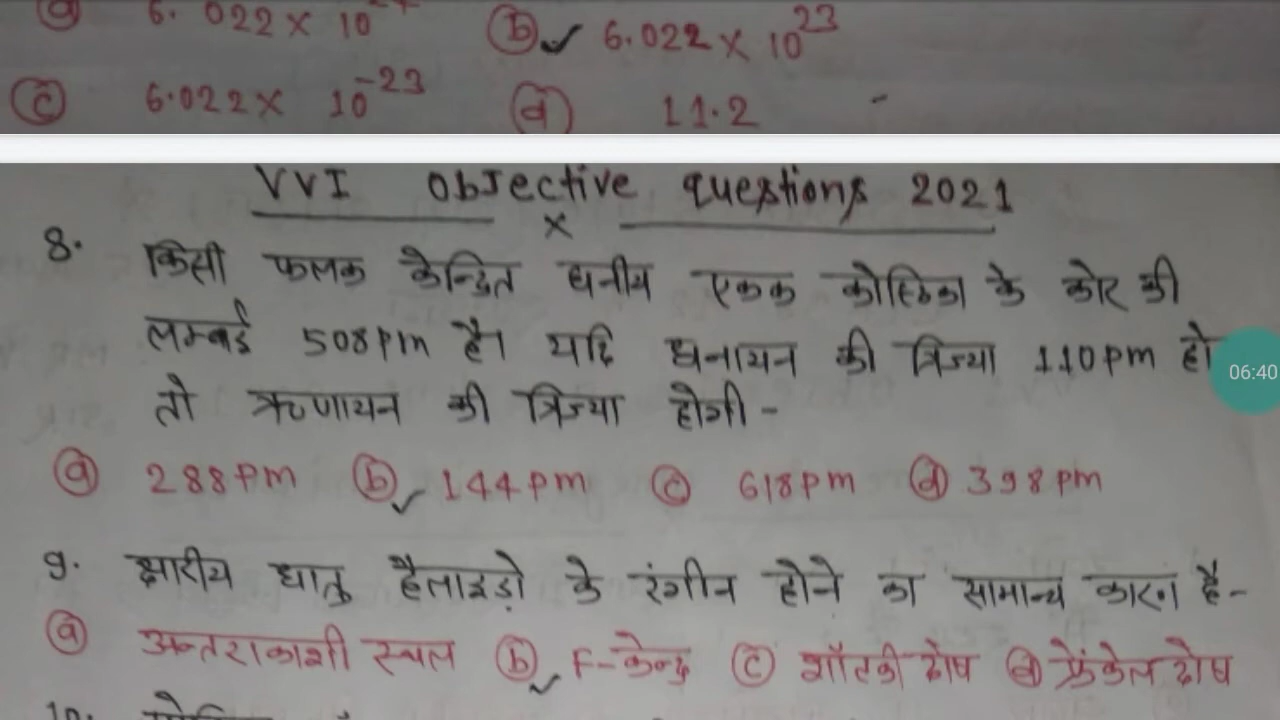 ⓐ 6.022 × 10 ⓑ✓ 6.022 × 10²³
ⓒ 6.022 × 10⁻²³ ⓓ 11.2
VVI Objective questions 2021
8. किसी फलक केन्द्रित घनीय एकक कोष्ठिका के कोर की
लम्बई 508pm है। यदि धनायन की त्रिज्या 110pm हो
06:40
तो ऋणायन की त्रिज्या होगी -
ⓐ 288pm ⓑ✓ 144pm ⓒ 618pm ⓓ 398pm
9. क्षारीय धातु हैलाइडो के रंगीन होने का सामान्य कारण है-
ⓐ अन्तराकाशी स्थल ⓑ✓ F-केन्द्र ⓒ शॉटकी दोष ⓓ फ्रेंकेल दोष
10.